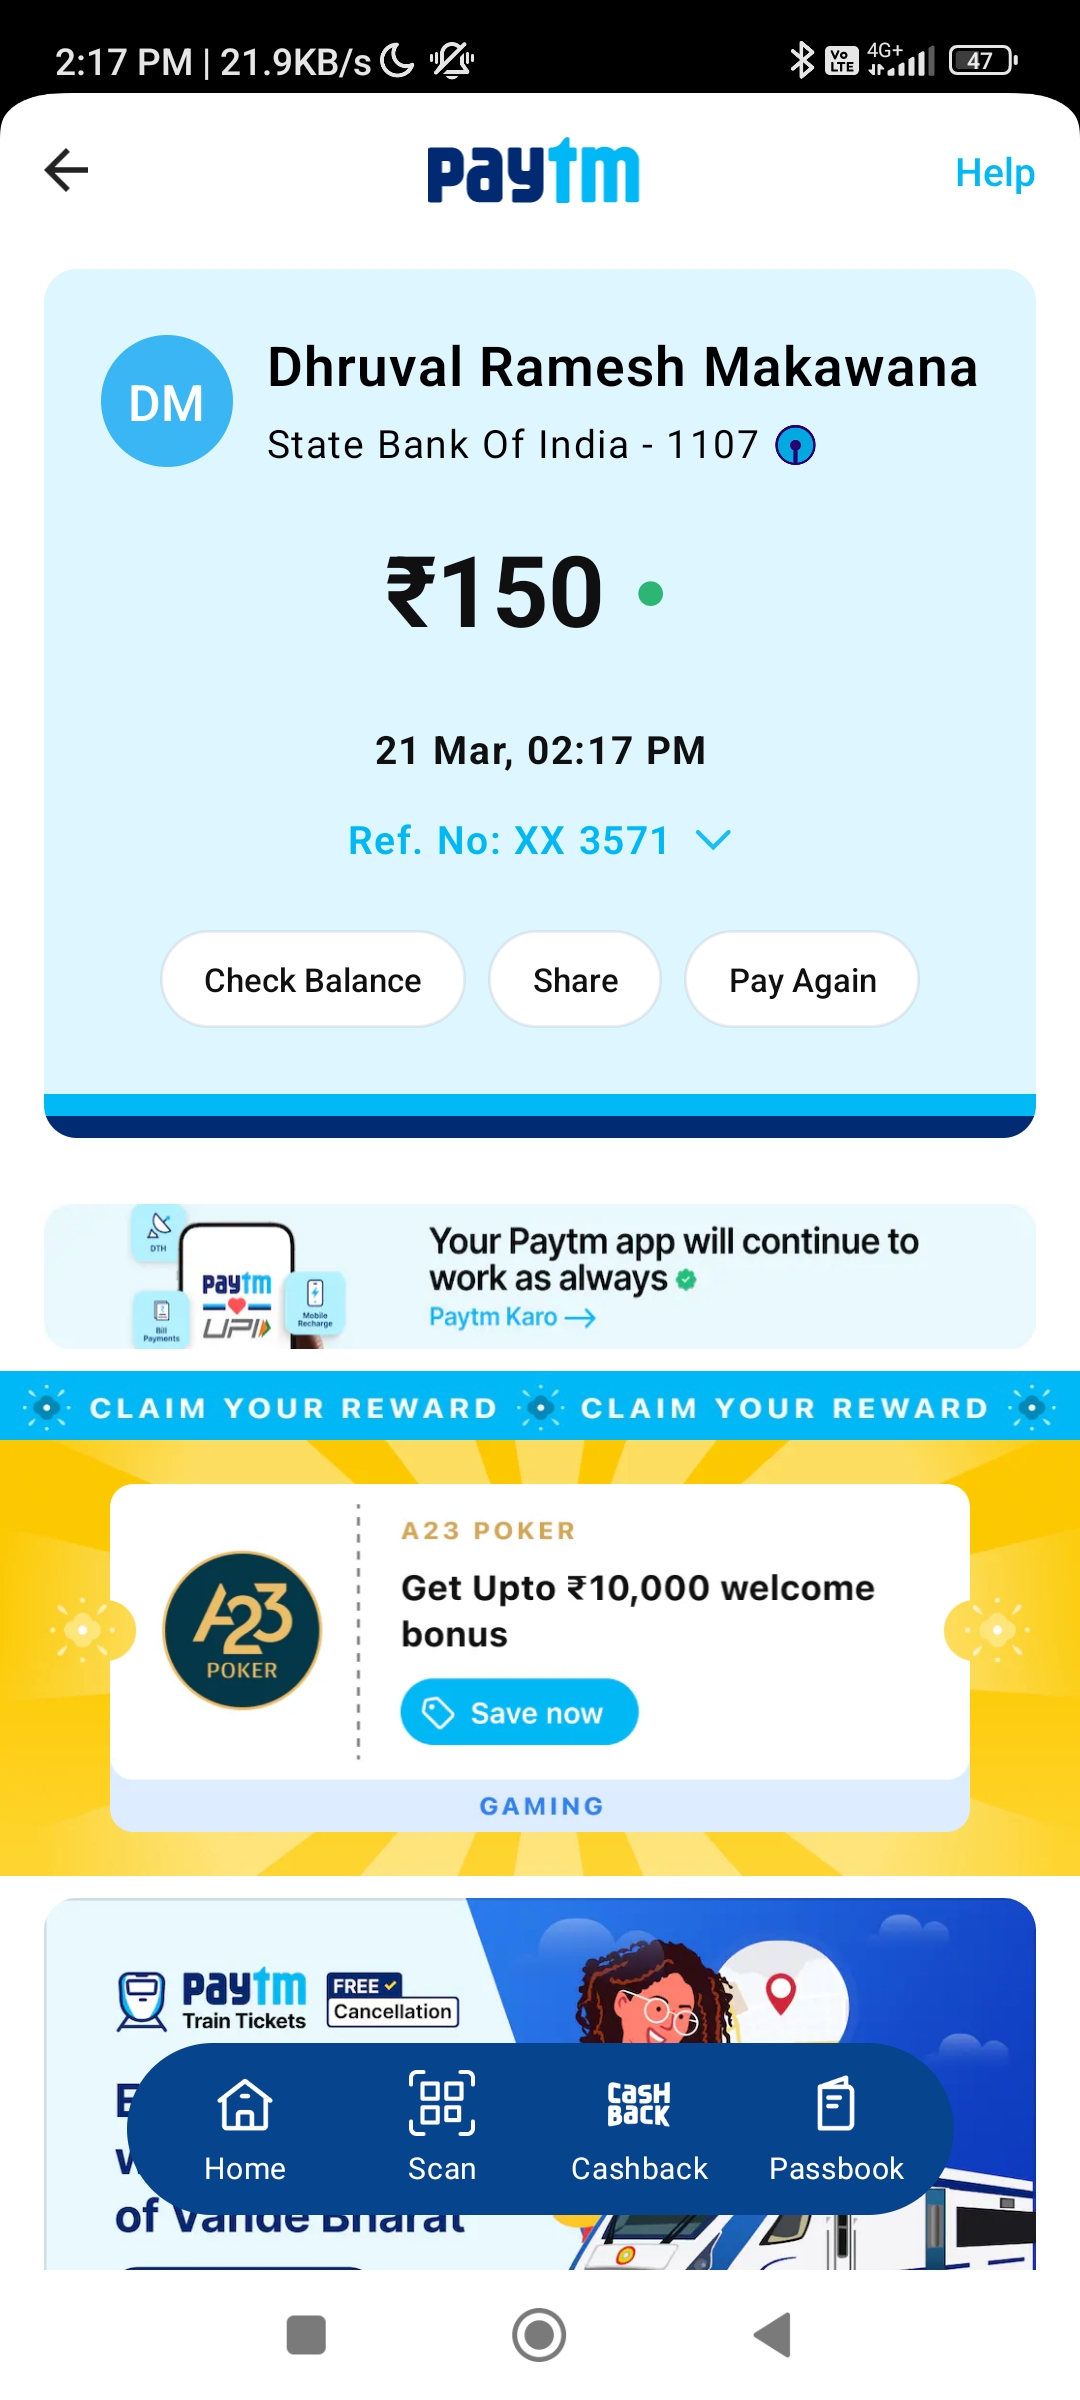 2:17 PM | 21.9KB/s
Vo LTE 4G+ 47
paytm
Help
DM
Dhruval Ramesh Makawana
State Bank Of India - 1107
₹150
21 Mar, 02:17 PM
Ref. No: XX 3571
Check Balance Share Pay Again
DTH
paytm
UPI
Bill Payments
Mobile Recharge
Your Paytm app will continue to
work as always
Paytm Karo
CLAIM YOUR REWARD CLAIM YOUR REWARD
A23
POKER
A23 POKER
Get Upto ₹10,000 welcome
bonus
Save now
GAMING
paytm
Train Tickets
FREE
Cancellation
of Vande Bharat
CASH
BACK
Home Scan Cashback Passbook